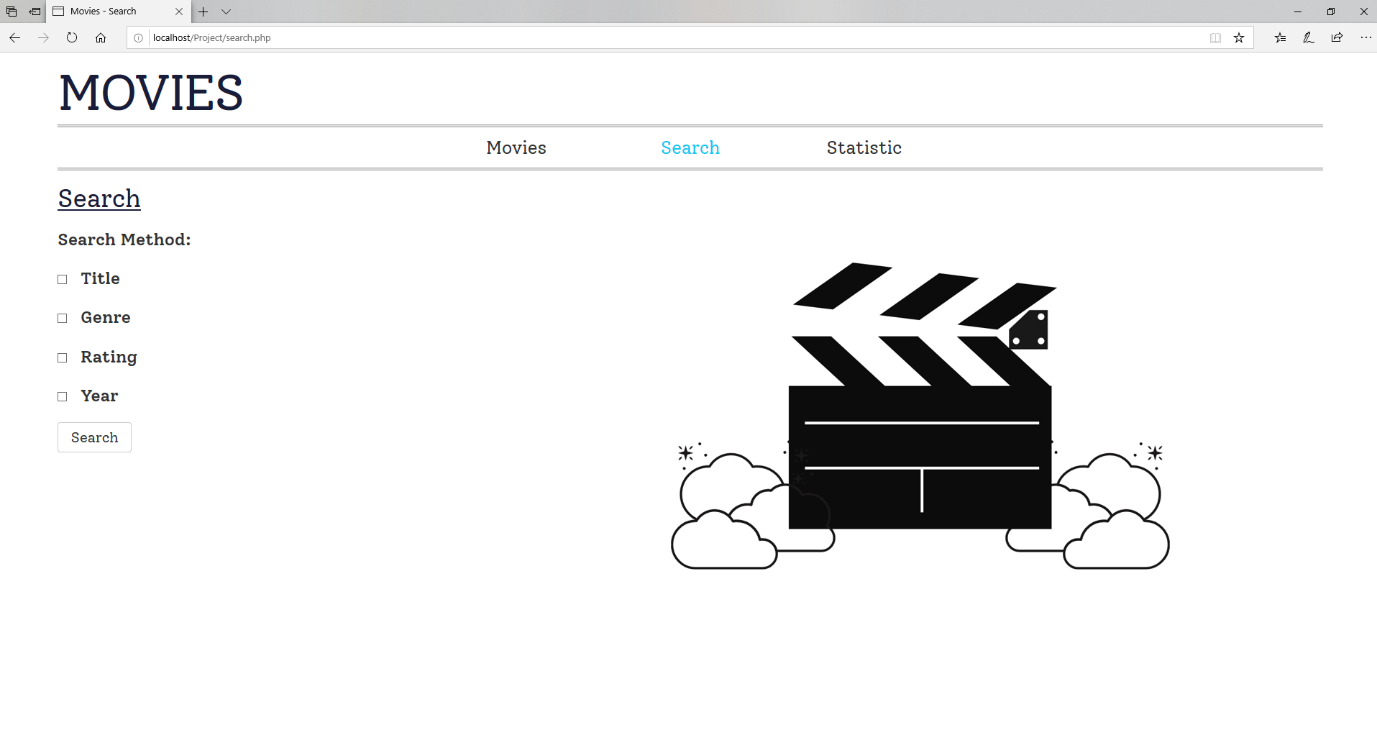 Movies - Search
localhost/Project/search.php
MOVIES
Movies Search Statistic
Search
Search Method:
Title
Genre
Rating
Year
Search